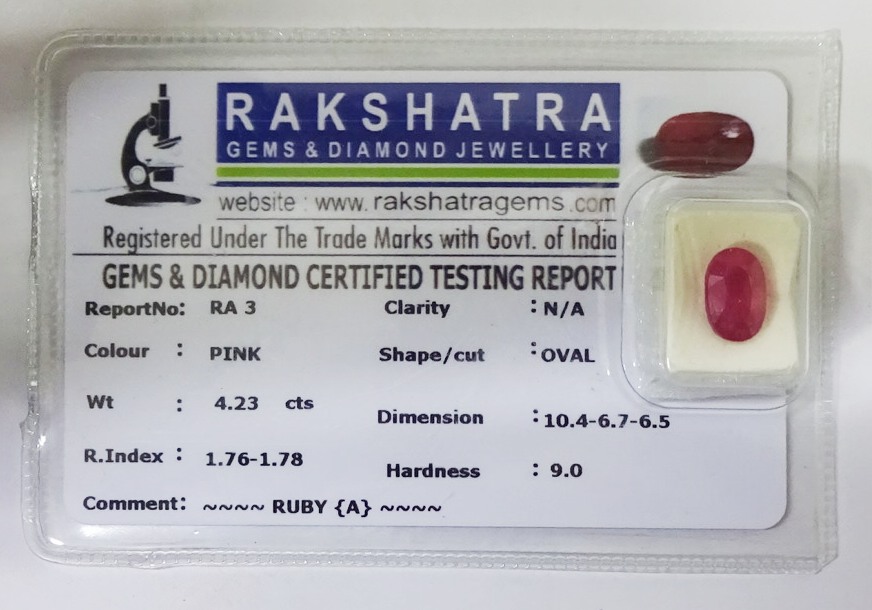 RAKSHATRA
GEMS & DIAMOND JEWELLERY
website : www. rakshatragems .com
Registered Under The Trade Marks with Govt. of India
GEMS & DIAMOND CERTIFIED TESTING REPORT
ReportNo: RA 3 Clarity : N/A
Colour : PINK Shape/cut : OVAL
Wt : 4.23 cts Dimension : 10.4-6.7-6.5
R.Index : 1.76-1.78 Hardness : 9.0
Comment: ~~~~ RUBY {A} ~~~~